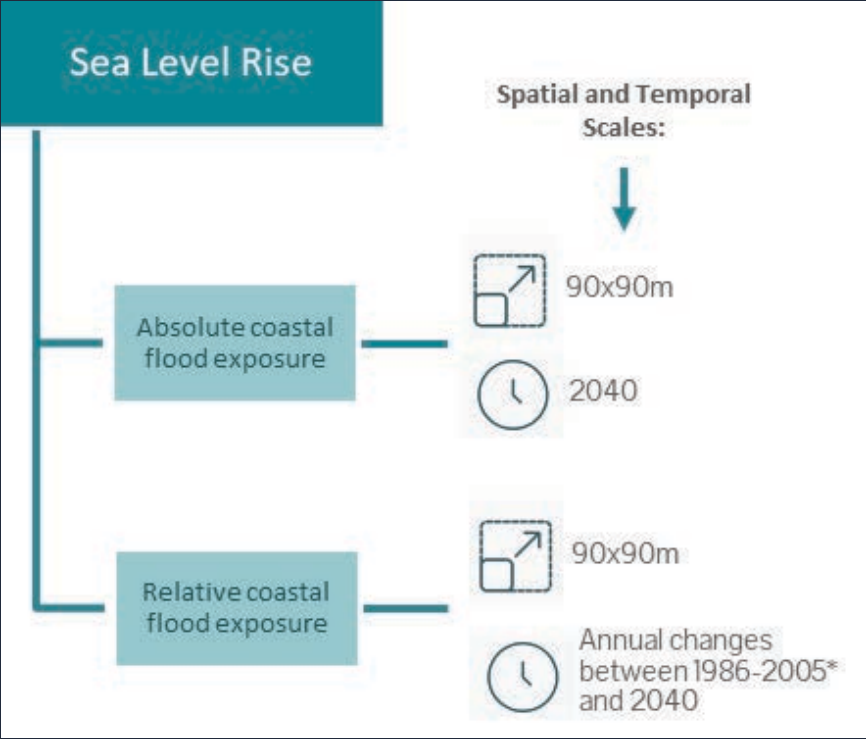 Sea Level Rise
Spatial and Temporal
Scales:
Absolute coastal
flood exposure
90x90m
2040
Relative coastal
flood exposure
90x90m
Annual changes
between 1986-2005*
and 2040